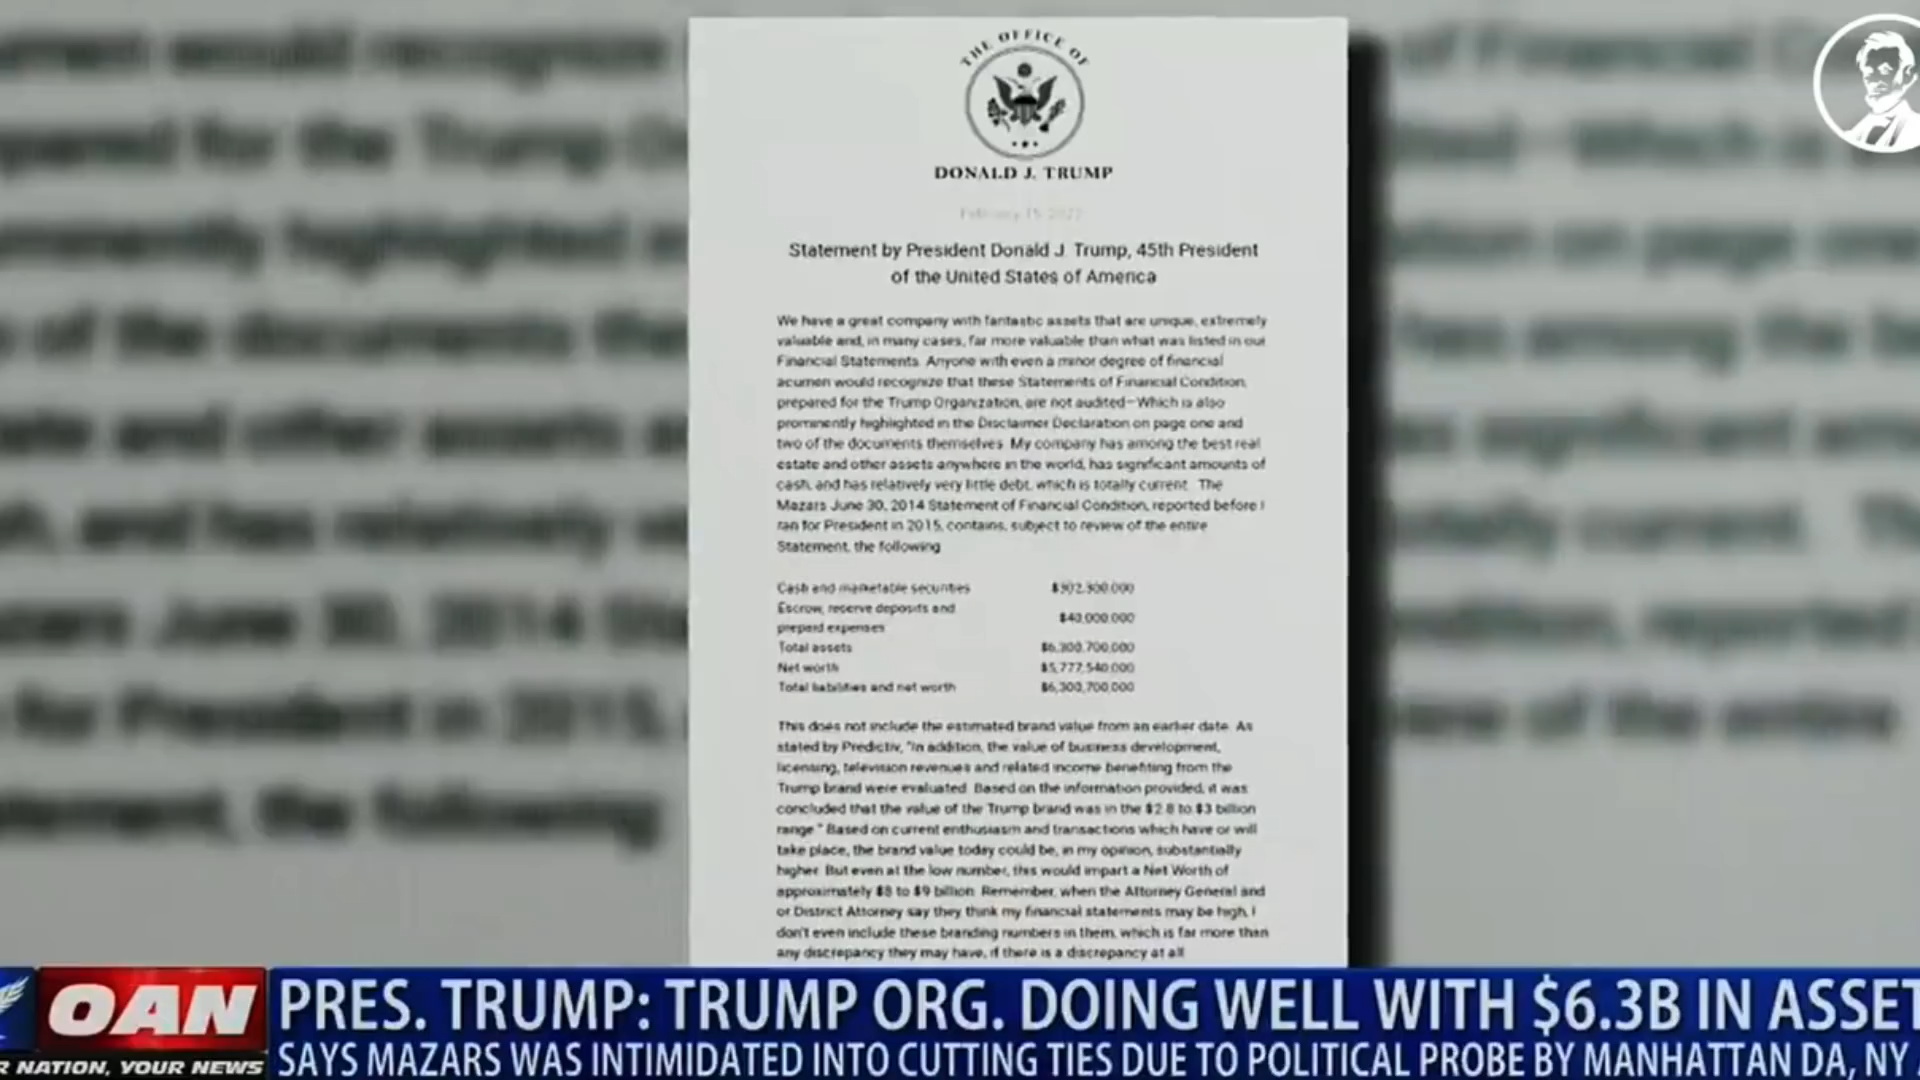 THE OFFICE OF
DONALD J. TRUMP
February 15, 2022
Statement by President Donald J. Trump, 45th President
of the United States of America
We have a great company with fantastic assets that are unique, extremely
valuable and, in many cases, far more valuable than what was listed in our
Financial Statements. Anyone with even a minor degree of financial
acumen would recognize that these Statements of Financial Condition,
prepared for the Trump Organization, are not audited—Which is also
prominently highlighted in the Disclaimer Declaration on page one and
two of the documents themselves. My company has among the best real
estate and other assets anywhere in the world, has significant amounts of
cash, and has relatively very little debt, which is totally current. The
Mazars June 30, 2014 Statement of Financial Condition, reported before I
ran for President in 2015, contains, subject to review of the entire
Statement, the following
Cash and marketable securities $302,300,000
Escrow, reserve deposits and
prepaid expenses $40,000,000
Total assets $6,300,700,000
Net worth $5,777,540,000
Total liabilities and net worth $6,300,700,000
This does not include the estimated brand value from an earlier date. As
stated by Predictiv, "In addition, the value of business development,
licensing, television revenues and related income benefiting from the
Trump brand were evaluated. Based on the information provided, it was
concluded that the value of the Trump brand was in the $2.8 to $3 billion
range." Based on current enthusiasm and transactions which have or will
take place, the brand value today could be, in my opinion, substantially
higher. But even at the low number, this would impart a Net Worth of
approximately $8 to $9 billion. Remember, when the Attorney General and
or District Attorney say they think my financial statements may be high, I
don't even include these branding numbers in them, which is far more than
any discrepancy they may have, if there is a discrepancy at all
OAN
R NATION, YOUR NEWS
PRES. TRUMP: TRUMP ORG. DOING WELL WITH $6.3B IN ASSET
SAYS MAZARS WAS INTIMIDATED INTO CUTTING TIES DUE TO POLITICAL PROBE BY MANHATTAN DA, NY